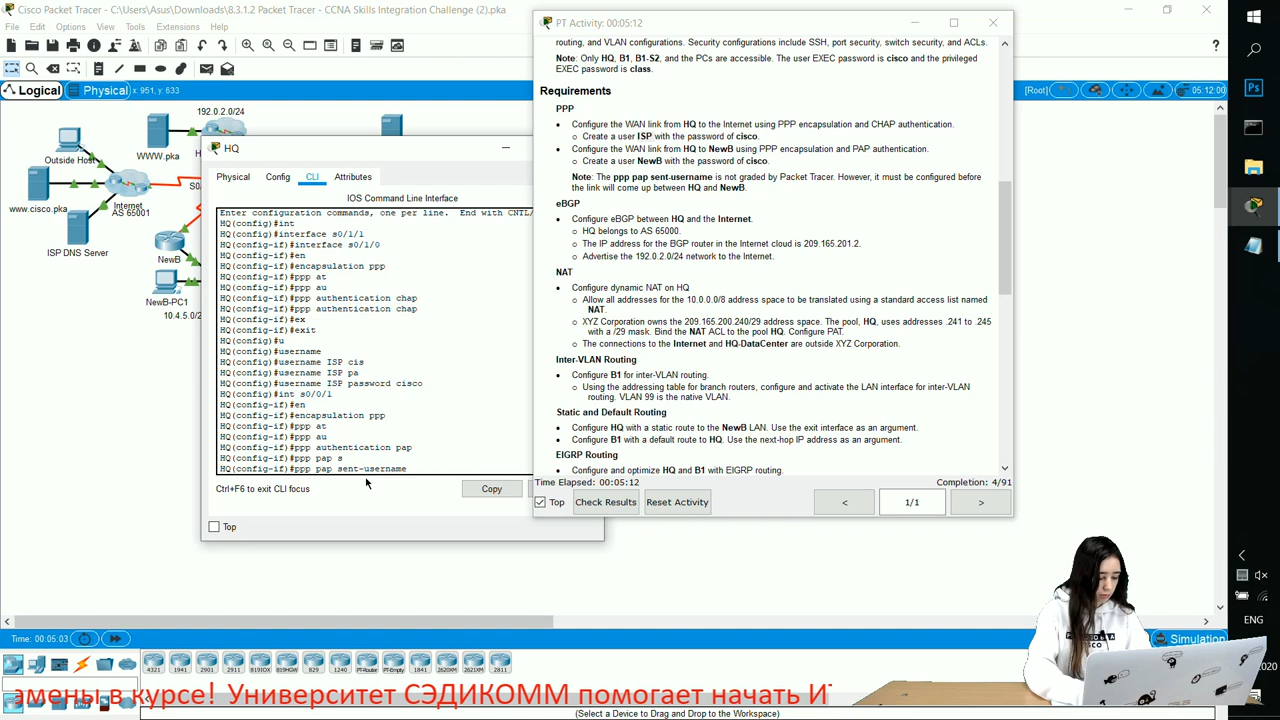 Cisco Packet Tracer - C:\Users\Asus\Downloads\8.3.1.2 Packet Tracer - CCNA Skills Integration Challenge (2).pka
File Edit Options View Tools Extensions Help
Logical Physical x: 951, y: 633
[Root] 05:12:00
192.0.2.0/24
Outside Host
WWW.pka
www.cisco.pka
Internet
AS 65001
ISP DNS Server
NewB
NewB-PC1
10.4.5.0/2
HQ
Physical Config CLI Attributes
IOS Command Line Interface
Enter configuration commands, one per line. End with CNTL/
HQ(config)#int
HQ(config)#interface s0/1/1
HQ(config-if)#interface s0/1/0
HQ(config-if)#en
HQ(config-if)#encapsulation ppp
HQ(config-if)#ppp at
HQ(config-if)#ppp au
HQ(config-if)#ppp authentication chap
HQ(config-if)#ppp authentication chap
HQ(config-if)#ex
HQ(config-if)#exit
HQ(config)#u
HQ(config)#username
HQ(config)#username ISP cis
HQ(config)#username ISP pa
HQ(config)#username ISP password cisco
HQ(config)#int s0/0/1
HQ(config-if)#en
HQ(config-if)#encapsulation ppp
HQ(config-if)#ppp at
HQ(config-if)#ppp au
HQ(config-if)#ppp authentication pap
HQ(config-if)#ppp pap s
HQ(config-if)#ppp pap sent-username
Ctrl+F6 to exit CLI focus
Copy
Top
PT Activity: 00:05:12
routing, and VLAN configurations. Security configurations include SSH, port security, switch security, and ACLs.
Note: Only HQ, B1, B1-S2, and the PCs are accessible. The user EXEC password is cisco and the privileged
EXEC password is class.
Requirements
PPP
• Configure the WAN link from HQ to the Internet using PPP encapsulation and CHAP authentication.
o Create a user ISP with the password of cisco.
• Configure the WAN link from HQ to NewB using PPP encapsulation and PAP authentication.
o Create a user NewB with the password of cisco.
Note: The ppp pap sent-username is not graded by Packet Tracer. However, it must be configured before
the link will come up between HQ and NewB.
eBGP
• Configure eBGP between HQ and the Internet.
o HQ belongs to AS 65000.
o The IP address for the BGP router in the Internet cloud is 209.165.201.2.
o Advertise the 192.0.2.0/24 network to the Internet.
NAT
• Configure dynamic NAT on HQ
o Allow all addresses for the 10.0.0.0/8 address space to be translated using a standard access list named
NAT.
o XYZ Corporation owns the 209.165.200.240/29 address space. The pool, HQ, uses addresses .241 to .245
with a /29 mask. Bind the NAT ACL to the pool HQ. Configure PAT.
o The connections to the Internet and HQ-DataCenter are outside XYZ Corporation.
Inter-VLAN Routing
• Configure B1 for inter-VLAN routing.
o Using the addressing table for branch routers, configure and activate the LAN interface for inter-VLAN
routing. VLAN 99 is the native VLAN.
Static and Default Routing
• Configure HQ with a static route to the NewB LAN. Use the exit interface as an argument.
• Configure B1 with a default route to HQ. Use the next-hop IP address as an argument.
EIGRP Routing
• Configure and optimize HQ and B1 with EIGRP routing.
Time Elapsed: 00:05:12 Completion: 4/91
Top Check Results Reset Activity < 1/1 >
ENG
Time: 00:05:03
Simulation
4321 1941 2901 2911 819IOX 819HGW 829 1240 PT-Router PT-Empty 1841 2620XM 2621XM 2811
амены в курсе! Университет СЭДИКОММ помогает начать ИТ
(Select a Device to Drag and Drop to the Workspace)